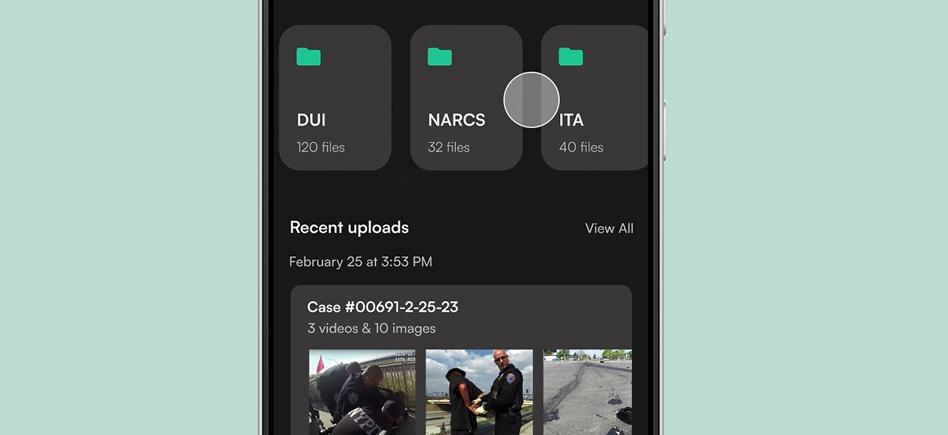 DUI
NARCS
ITA
120 files
32 files
40 files
Recent uploads
View All
February 25 at 3:53 PM
Case #00691-2-25-23
3 videos & 10 images
NYPD